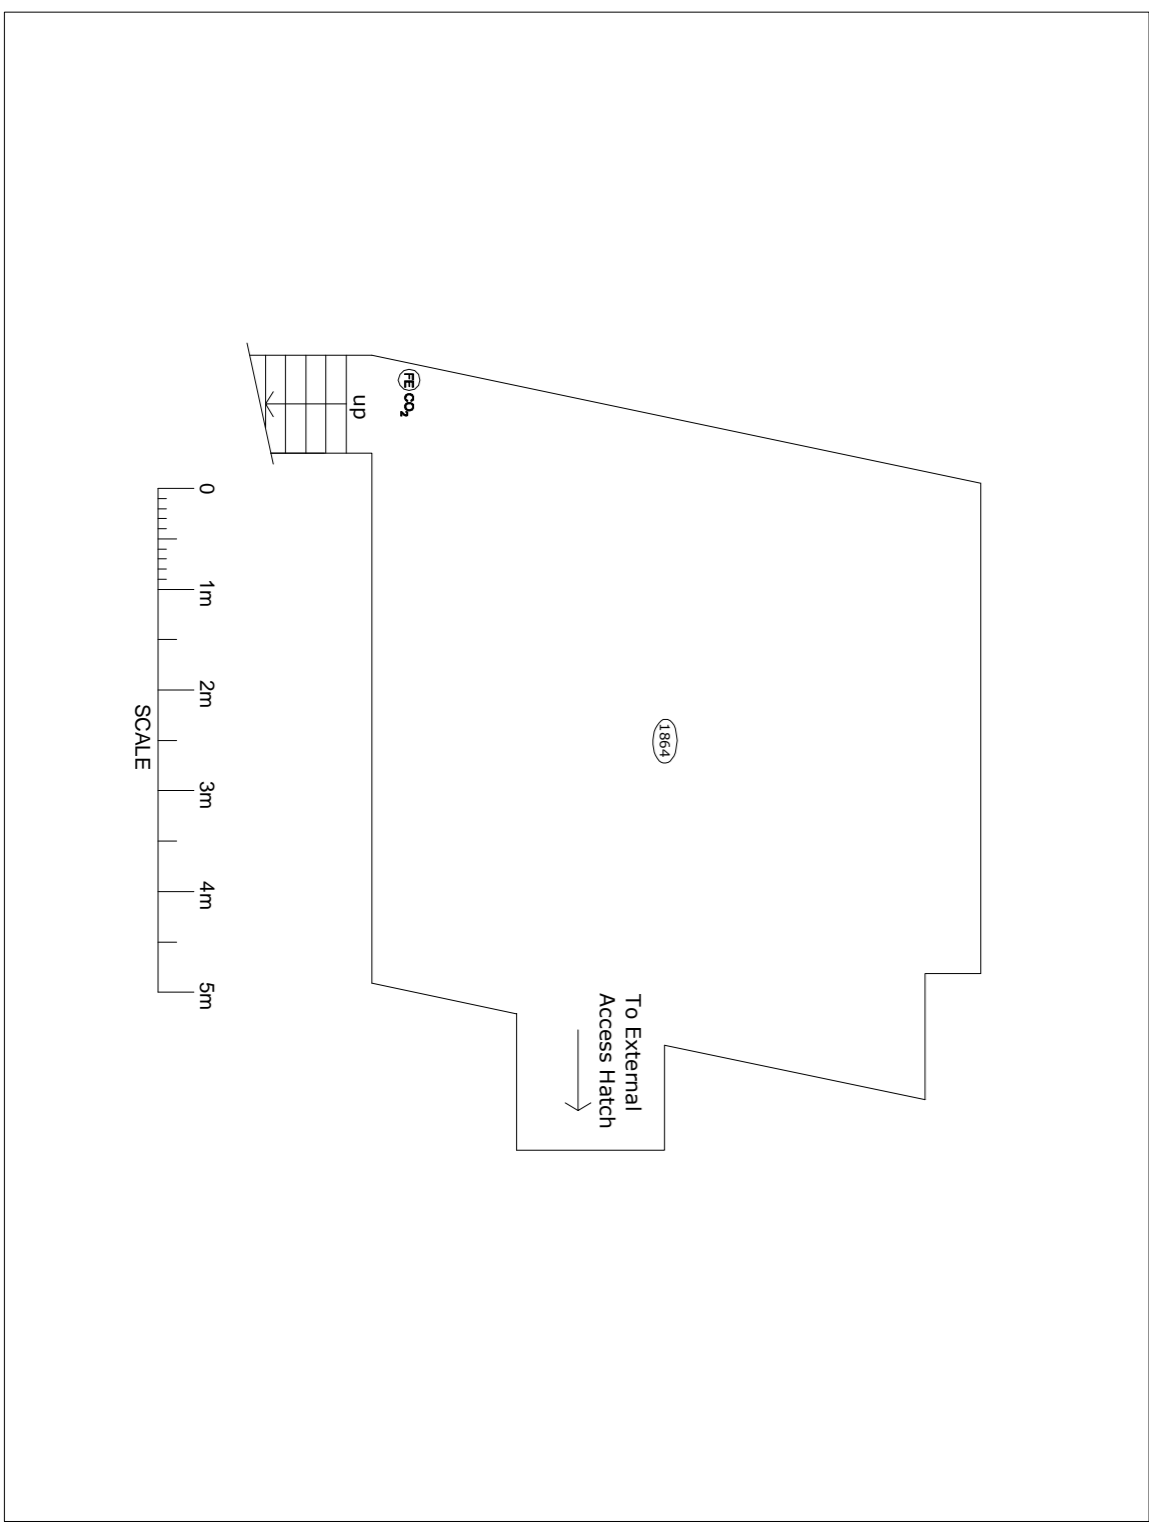 To External
Access Hatch
1864
FE CO₂
up
0 1m 2m 3m 4m 5m
SCALE